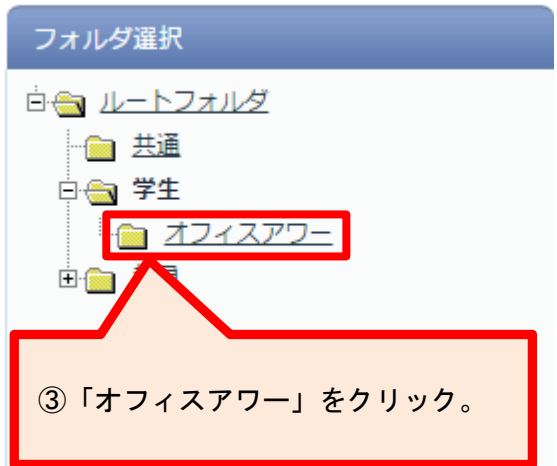 フォルダ選択
ルートフォルダ
共通
学生
オフィスアワー
③「オフィスアワー」をクリック。